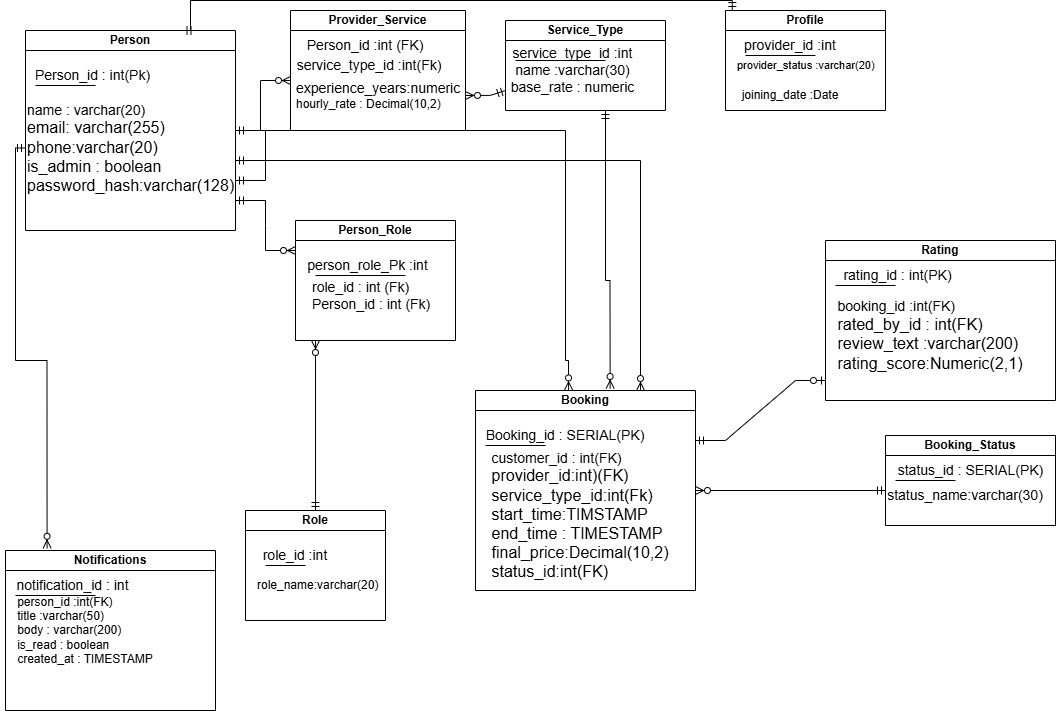 Person
Person_id : int(Pk)
name : varchar(20)
email: varchar(255)
phone:varchar(20)
is_admin : boolean
password_hash:varchar(128)
Provider_Service
Person_id :int (FK)
service_type_id :int(Fk)
experience_years:numeric
hourly_rate : Decimal(10,2)
Service_Type
service_type_id :int
name :varchar(30)
base_rate : numeric
Profile
provider_id :int
provider_status :varchar(20)
joining_date :Date
Person_Role
person_role_Pk :int
role_id : int (Fk)
Person_id : int (Fk)
Rating
rating_id : int(PK)
booking_id :int(FK)
rated_by_id : int(FK)
review_text :varchar(200)
rating_score:Numeric(2,1)
Booking
Booking_id : SERIAL(PK)
customer_id : int(FK)
provider_id:int)(FK)
service_type_id:int(Fk)
start_time:TIMSTAMP
end_time : TIMESTAMP
final_price:Decimal(10,2)
status_id:int(FK)
Booking_Status
status_id : SERIAL(PK)
status_name:varchar(30)
Role
role_id :int
role_name:varchar(20)
Notifications
notification_id : int
person_id :int(FK)
title :varchar(50)
body : varchar(200)
is_read : boolean
created_at : TIMESTAMP